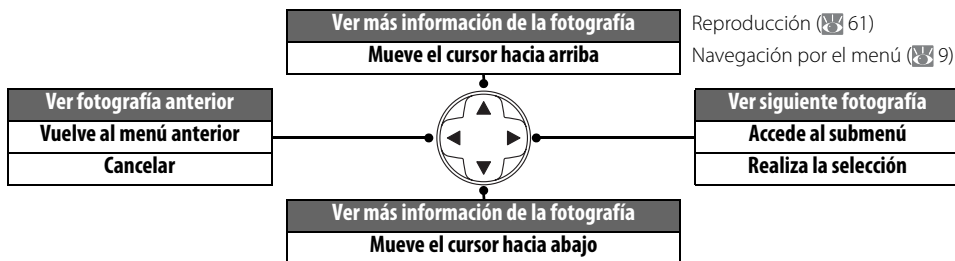 Ver más información de la fotografía
Mueve el cursor hacia arriba
Reproducción (61)
Navegación por el menú (9)
Ver fotografía anterior
Vuelve al menú anterior
Cancelar
Ver siguiente fotografía
Accede al submenú
Realiza la selección
Ver más información de la fotografía
Mueve el cursor hacia abajo